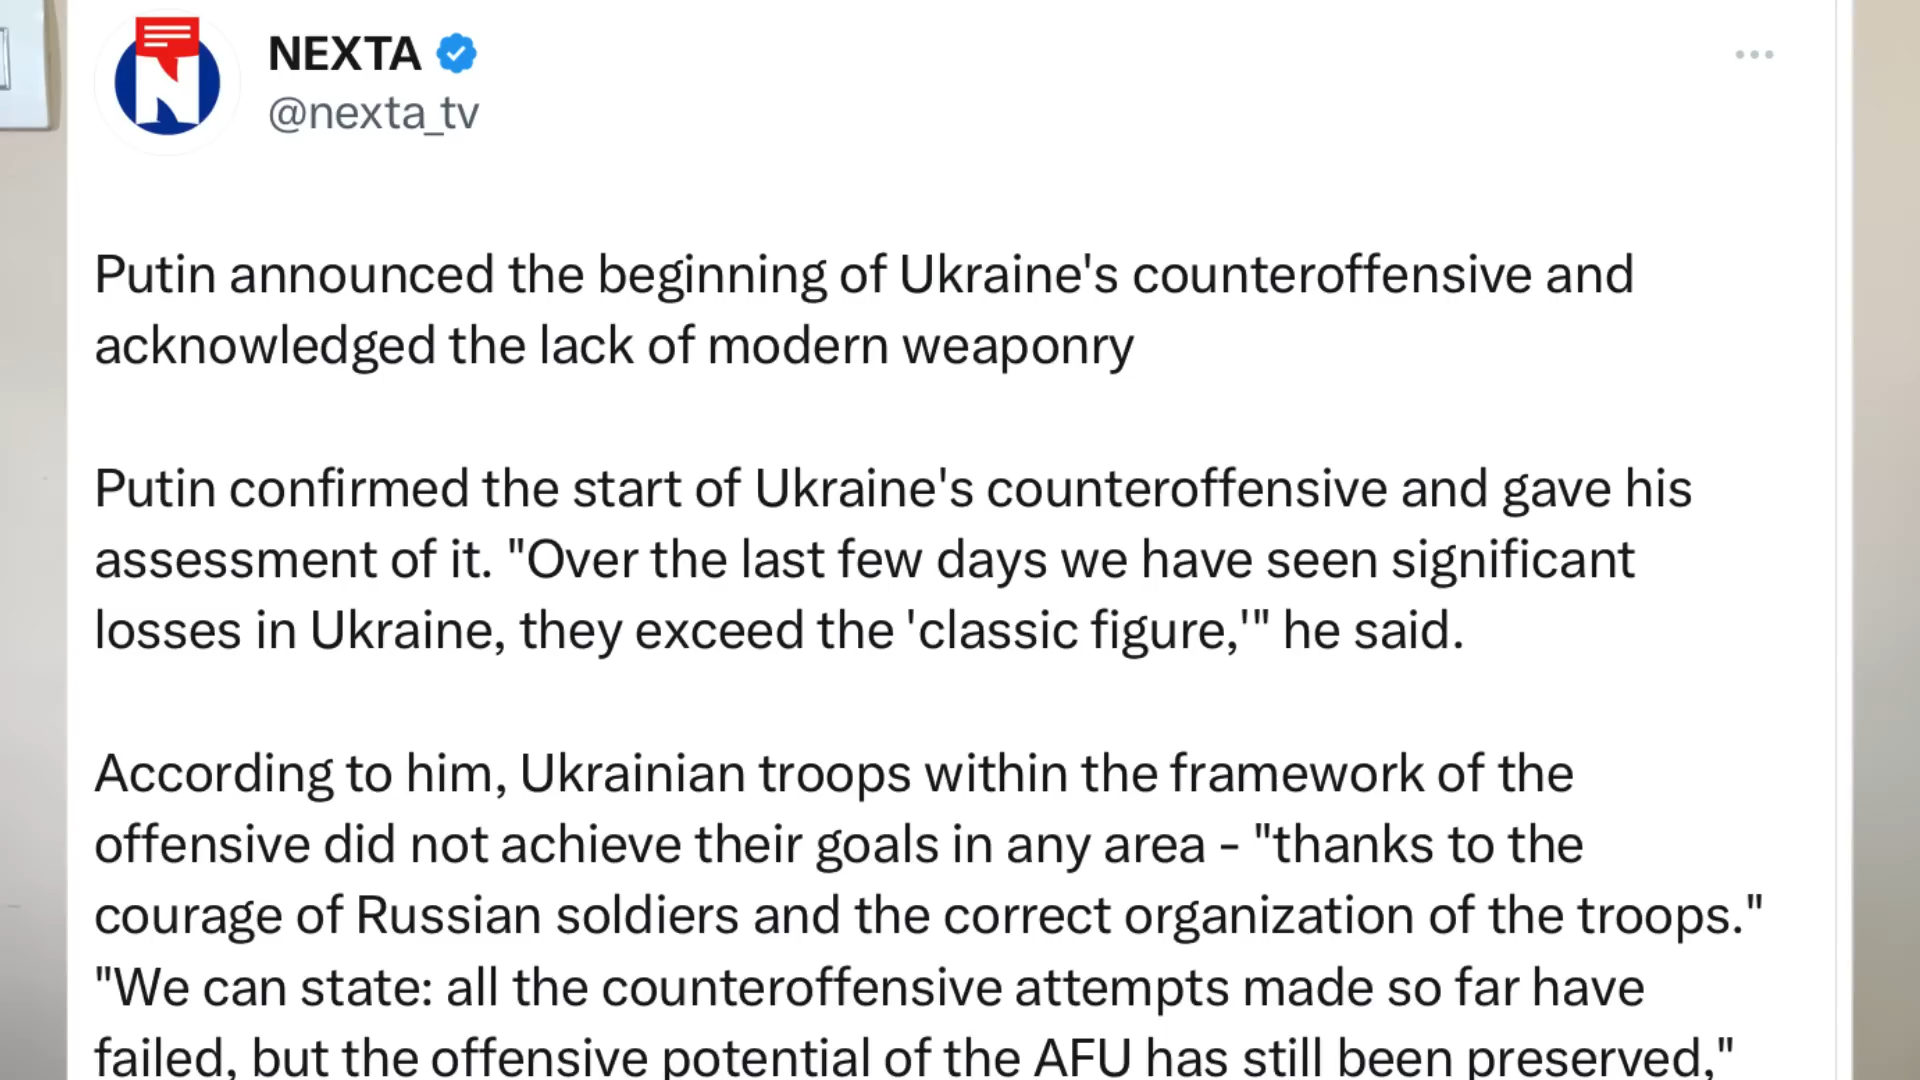 NEXTA
@nexta_tv
Putin announced the beginning of Ukraine's counteroffensive and
acknowledged the lack of modern weaponry
Putin confirmed the start of Ukraine's counteroffensive and gave his
assessment of it. "Over the last few days we have seen significant
losses in Ukraine, they exceed the 'classic figure,'" he said.
According to him, Ukrainian troops within the framework of the
offensive did not achieve their goals in any area - "thanks to the
courage of Russian soldiers and the correct organization of the troops."
"We can state: all the counteroffensive attempts made so far have
failed, but the offensive potential of the AFU has still been preserved,"